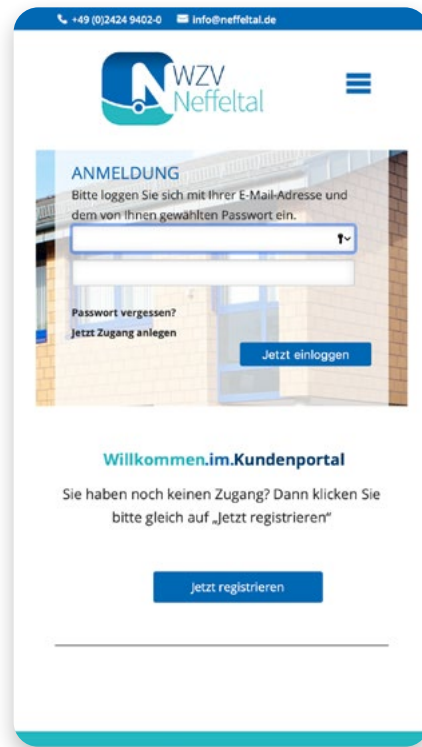 +49 (0)2424 9402-0 info@neffeltal.de
WZV
Neffeltal
ANMELDUNG
Bitte loggen Sie sich mit Ihrer E-Mail-Adresse und
dem von Ihnen gewählten Passwort ein.
Passwort vergessen?
Jetzt Zugang anlegen
Jetzt einloggen
Willkommen.im.Kundenportal
Sie haben noch keinen Zugang? Dann klicken Sie
bitte gleich auf „Jetzt registrieren“
Jetzt registrieren